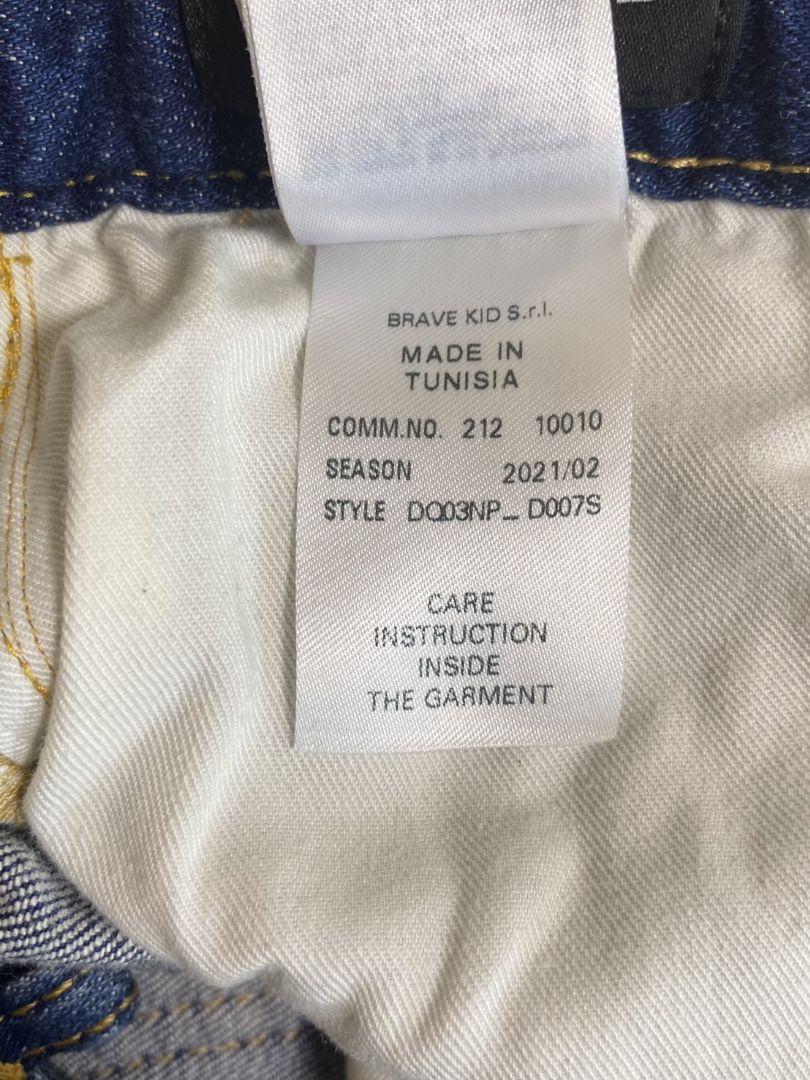 BRAVE KID S.r.l.
MADE IN
TUNISIA
COMM.NO. 212 10010
SEASON 2021/02
STYLE DQ03NP_ D007S
CARE
INSTRUCTION
INSIDE
THE GARMENT